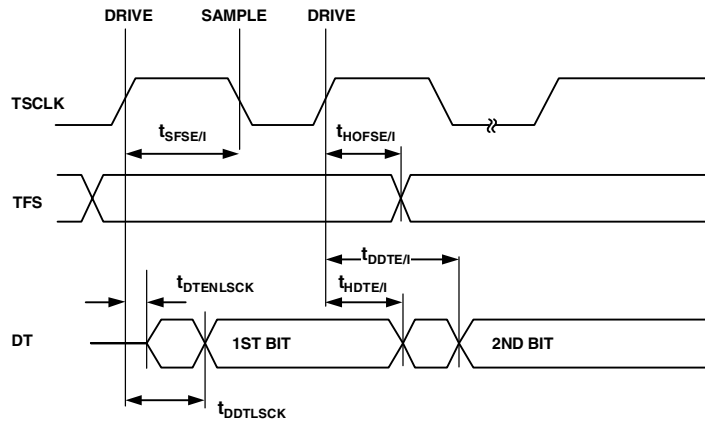 DRIVE SAMPLE DRIVE
TSCLK
tSFSE/I tHOFSE/I
TFS
tDDTE/I
tDTENLSCK tHDTE/I
DT 1ST BIT 2ND BIT
tDDTLSCK